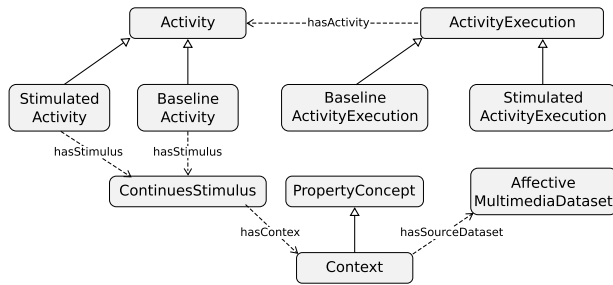 Activity
hasActivity
ActivityExecution
Stimulated
Activity
Baseline
Activity
Baseline
ActivityExecution
Stimulated
ActivityExecution
hasStimulus
hasStimulus
ContinuesStimulus
PropertyConcept
Affective
MultimediaDataset
hasContex
hasSourceDataset
Context